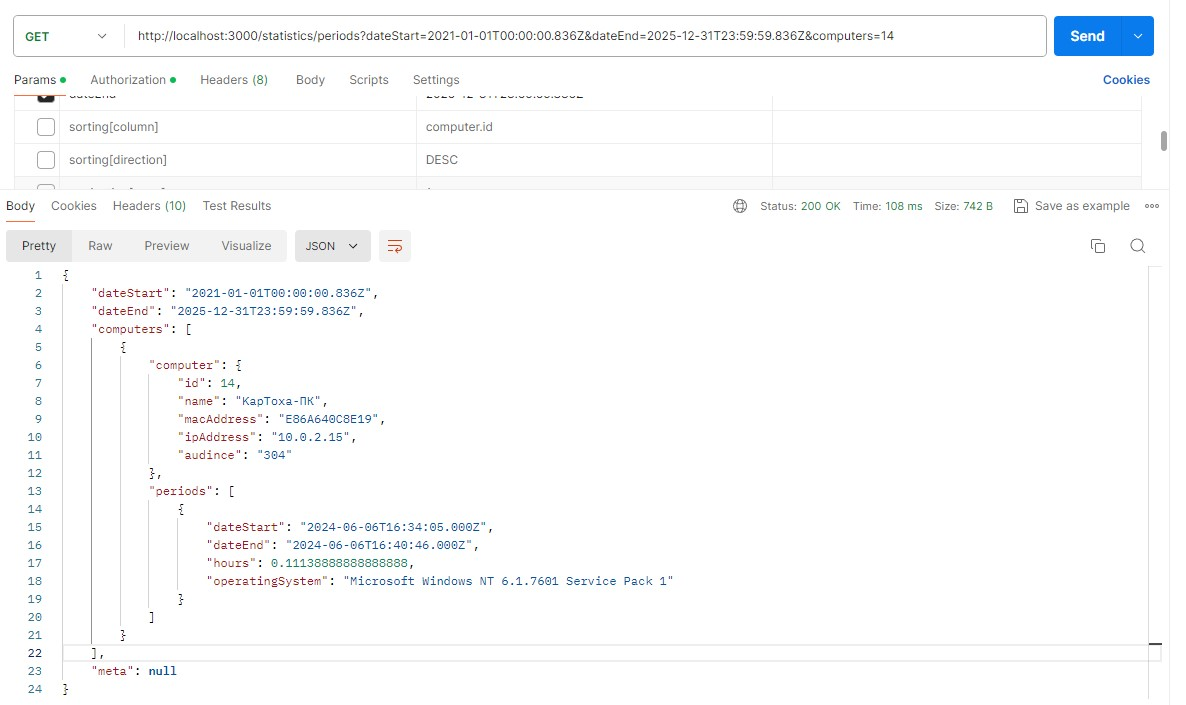 GET http://localhost:3000/statistics/periods?dateStart=2021-01-01T00:00:00.836Z&dateEnd=2025-12-31T23:59:59.836Z&computers=14 Send
Params Authorization Headers (8) Body Scripts Settings Cookies
sorting[column] computer.id
sorting[direction] DESC
Body Cookies Headers (10) Test Results Status: 200 OK Time: 108 ms Size: 742 B Save as example
Pretty Raw Preview Visualize JSON
1 {
2 "dateStart": "2021-01-01T00:00:00.836Z",
3 "dateEnd": "2025-12-31T23:59:59.836Z",
4 "computers": [
5 {
6 "computer": {
7 "id": 14,
8 "name": "КарТоха-ПК",
9 "macAddress": "E86A640C8E19",
10 "ipAddress": "10.0.2.15",
11 "audince": "304"
12 },
13 "periods": [
14 {
15 "dateStart": "2024-06-06T16:34:05.000Z",
16 "dateEnd": "2024-06-06T16:40:46.000Z",
17 "hours": 0.11138888888888888,
18 "operatingSystem": "Microsoft Windows NT 6.1.7601 Service Pack 1"
19 }
20 ]
21 }
22 ],
23 "meta": null
24 }